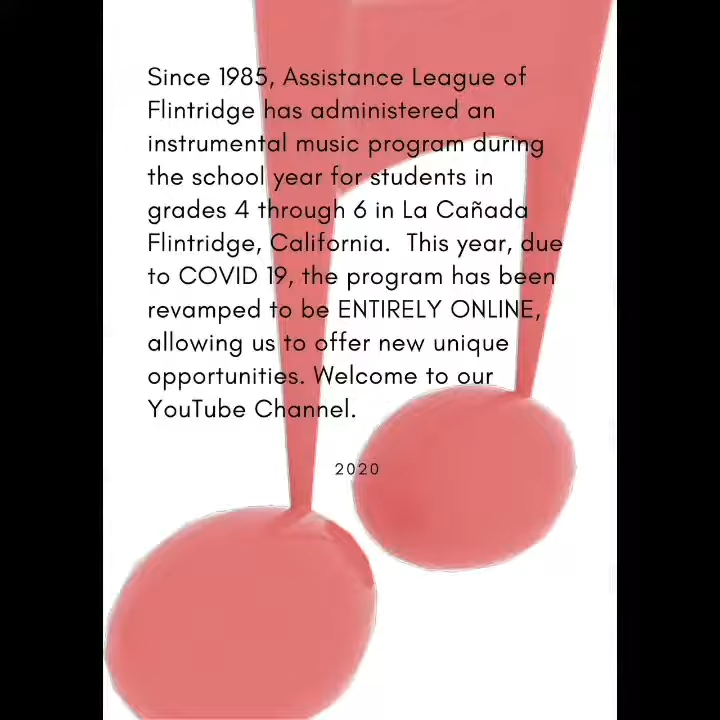 Since 1985, Assistance League of
Flintridge has administered an
instrumental music program during
the school year for students in
grades 4 through 6 in La Cañada
Flintridge, California.  This year, due
to COVID 19, the program has been
revamped to be ENTIRELY ONLINE,
allowing us to offer new unique
opportunities. Welcome to our
YouTube Channel.
2020